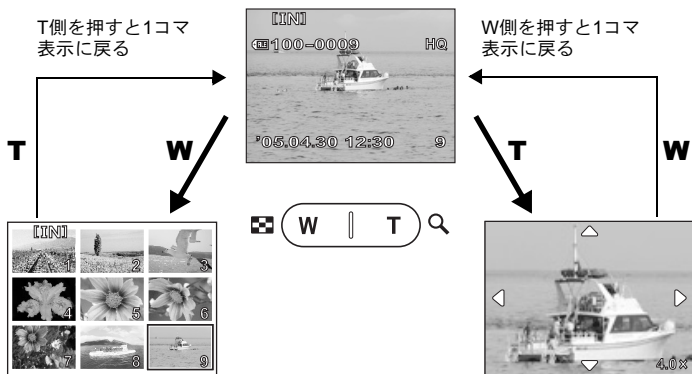 T側を押すと1コマ
表示に戻る
[IN]
100-0009 HQ
'05.04.30 12:30 9
W側を押すと1コマ
表示に戻る
T W T W
W T
[IN]
1 2 3
4 5 6
7 8 9
4.0×